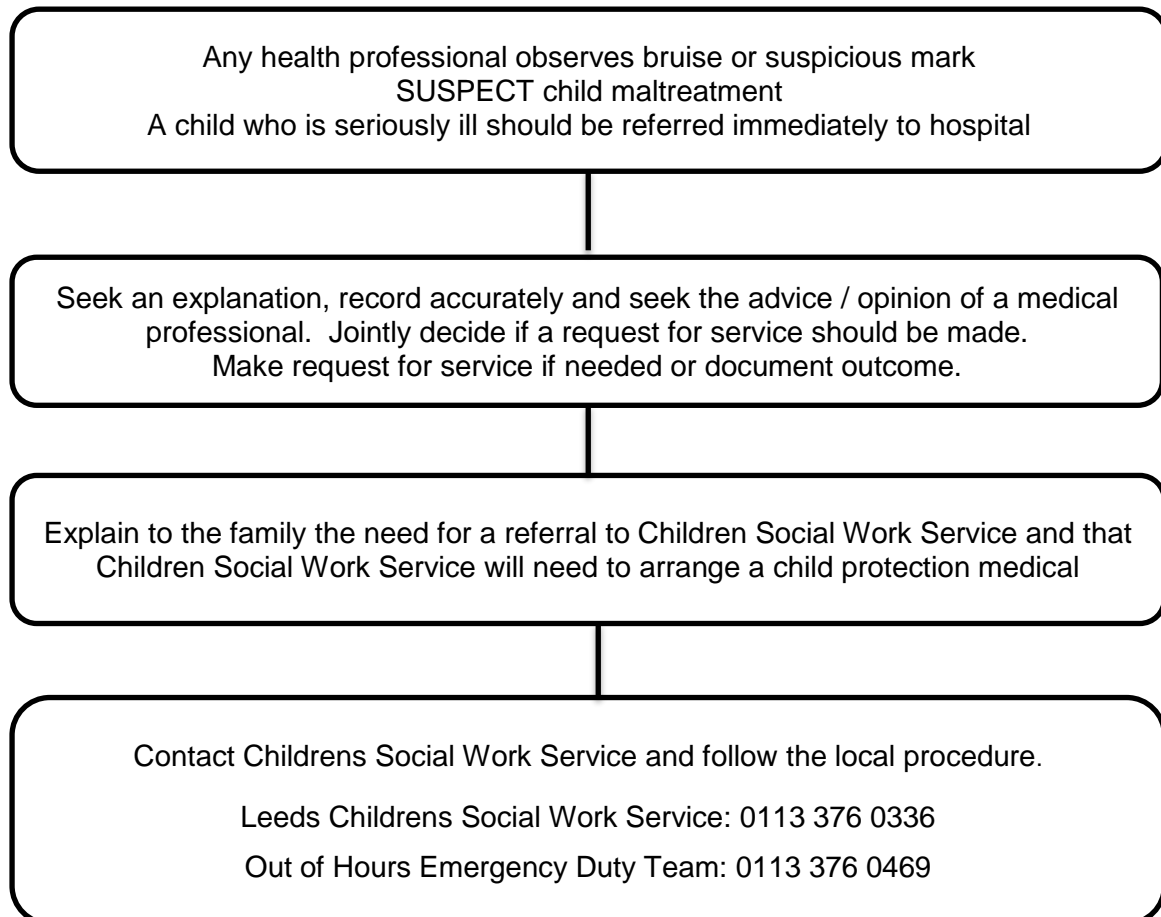 Any health professional observes bruise or suspicious mark
SUSPECT child maltreatment
A child who is seriously ill should be referred immediately to hospital
Seek an explanation, record accurately and seek the advice / opinion of a medical
professional.  Jointly decide if a request for service should be made.
Make request for service if needed or document outcome.
Explain to the family the need for a referral to Children Social Work Service and that
Children Social Work Service will need to arrange a child protection medical
Contact Childrens Social Work Service and follow the local procedure.
Leeds Childrens Social Work Service: 0113 376 0336
Out of Hours Emergency Duty Team: 0113 376 0469